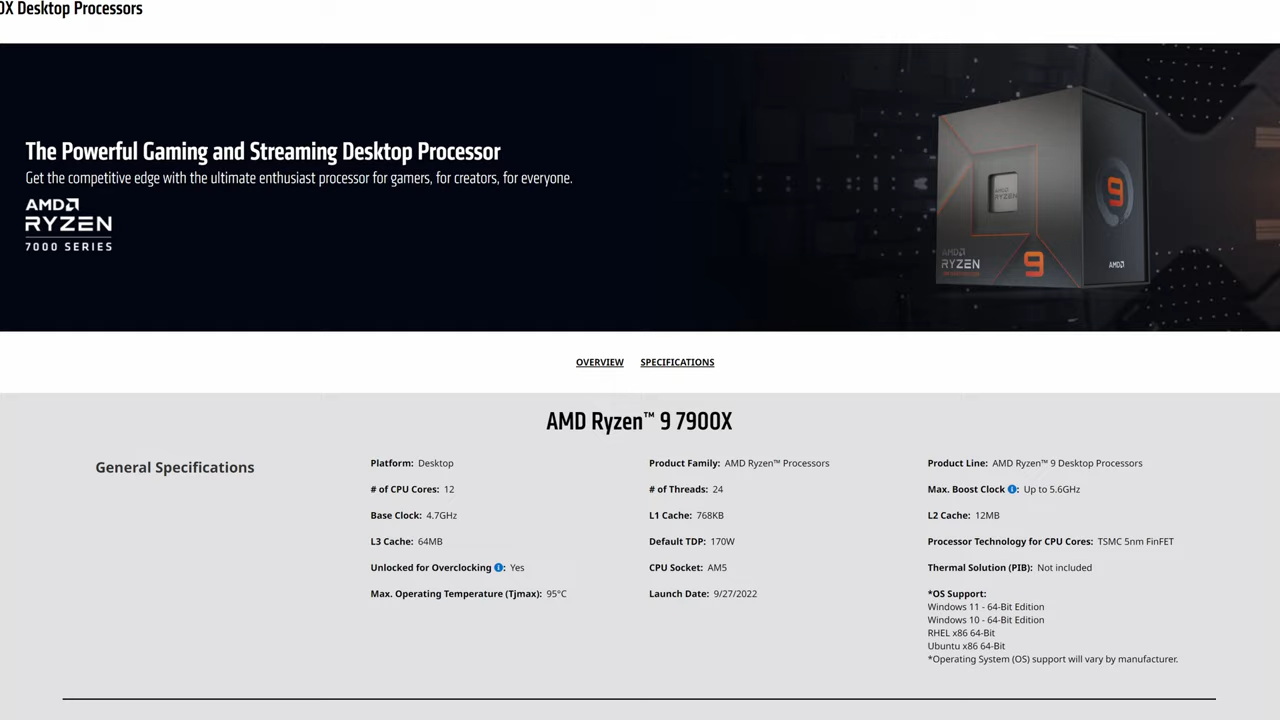 0X Desktop Processors
The Powerful Gaming and Streaming Desktop Processor
Get the competitive edge with the ultimate enthusiast processor for gamers, for creators, for everyone.
AMD
RYZEN
7000 SERIES
AMD
RYZEN
9
9
AMD
RYZEN
AMD
OVERVIEW SPECIFICATIONS
AMD Ryzen™ 9 7900X
General Specifications
Platform: Desktop
Product Family: AMD Ryzen™ Processors
Product Line: AMD Ryzen™ 9 Desktop Processors
# of CPU Cores: 12
# of Threads: 24
Max. Boost Clock : Up to 5.6GHz
Base Clock: 4.7GHz
L1 Cache: 768KB
L2 Cache: 12MB
L3 Cache: 64MB
Default TDP: 170W
Processor Technology for CPU Cores: TSMC 5nm FinFET
Unlocked for Overclocking : Yes
CPU Socket: AM5
Thermal Solution (PIB): Not included
Max. Operating Temperature (Tjmax): 95°C
Launch Date: 9/27/2022
*OS Support:
Windows 11 - 64-Bit Edition
Windows 10 - 64-Bit Edition
RHEL x86 64-Bit
Ubuntu x86 64-Bit
*Operating System (OS) support will vary by manufacturer.